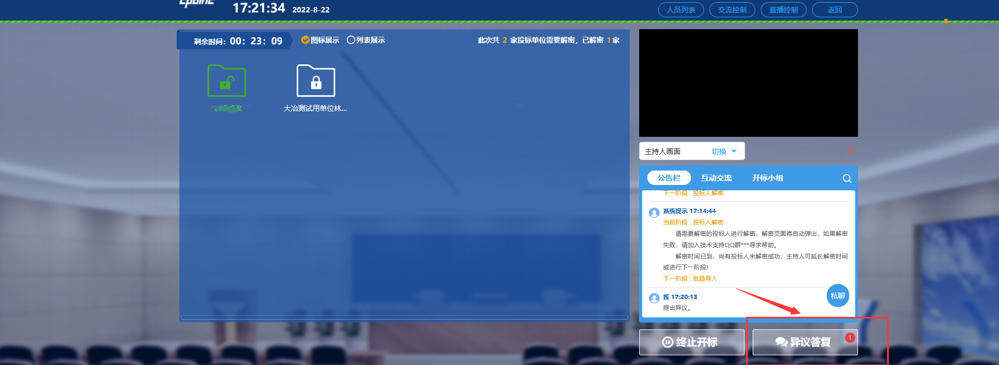 17:21:34 2022-8-22
人员列表 交流控制 直播控制 返回
剩余时间：00：23：09 图标展示 列表展示 此次共 2 家投标单位需要解密，已解密 1 家
改 大冶测试用单位林...
主持人画面 切换
公告栏 互动交流 开标小组
下一阶段 : 投标人解密
系统提示 17:14:44
当前阶段 : 投标人解密
请需要解密的投标人进行解密，解密页面将自动弹出，如果解密
失败，请加入技术支持QQ群***寻求帮助。
解密时间已到，尚有投标人未解密成功，主持人可延长解密时间
或进行下一阶段！
下一阶段 : 批量导入
我 17:20:13
提出异议。
私聊
终止开标 异议答复 1